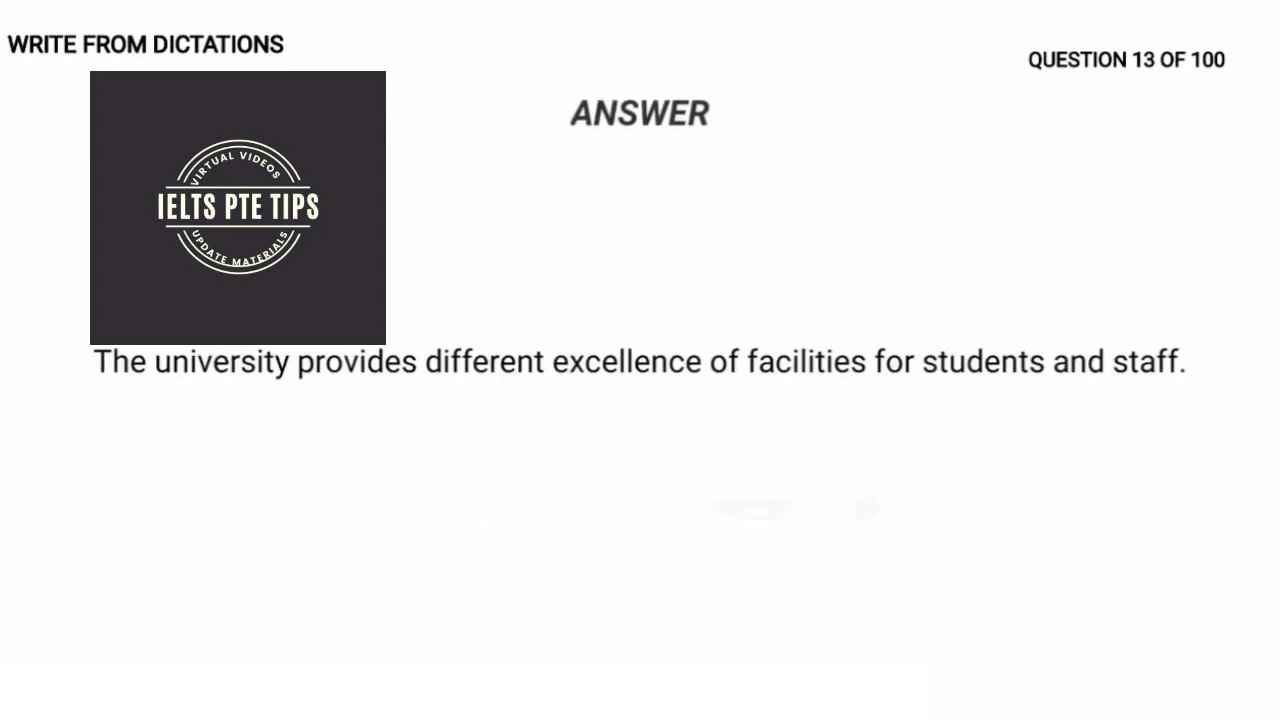 WRITE FROM DICTATIONS
QUESTION 13 OF 100
ANSWER
VIRTUAL VIDEOS
IELTS PTE TIPS
UPDATE MATERIALS
The university provides different excellence of facilities for students and staff.